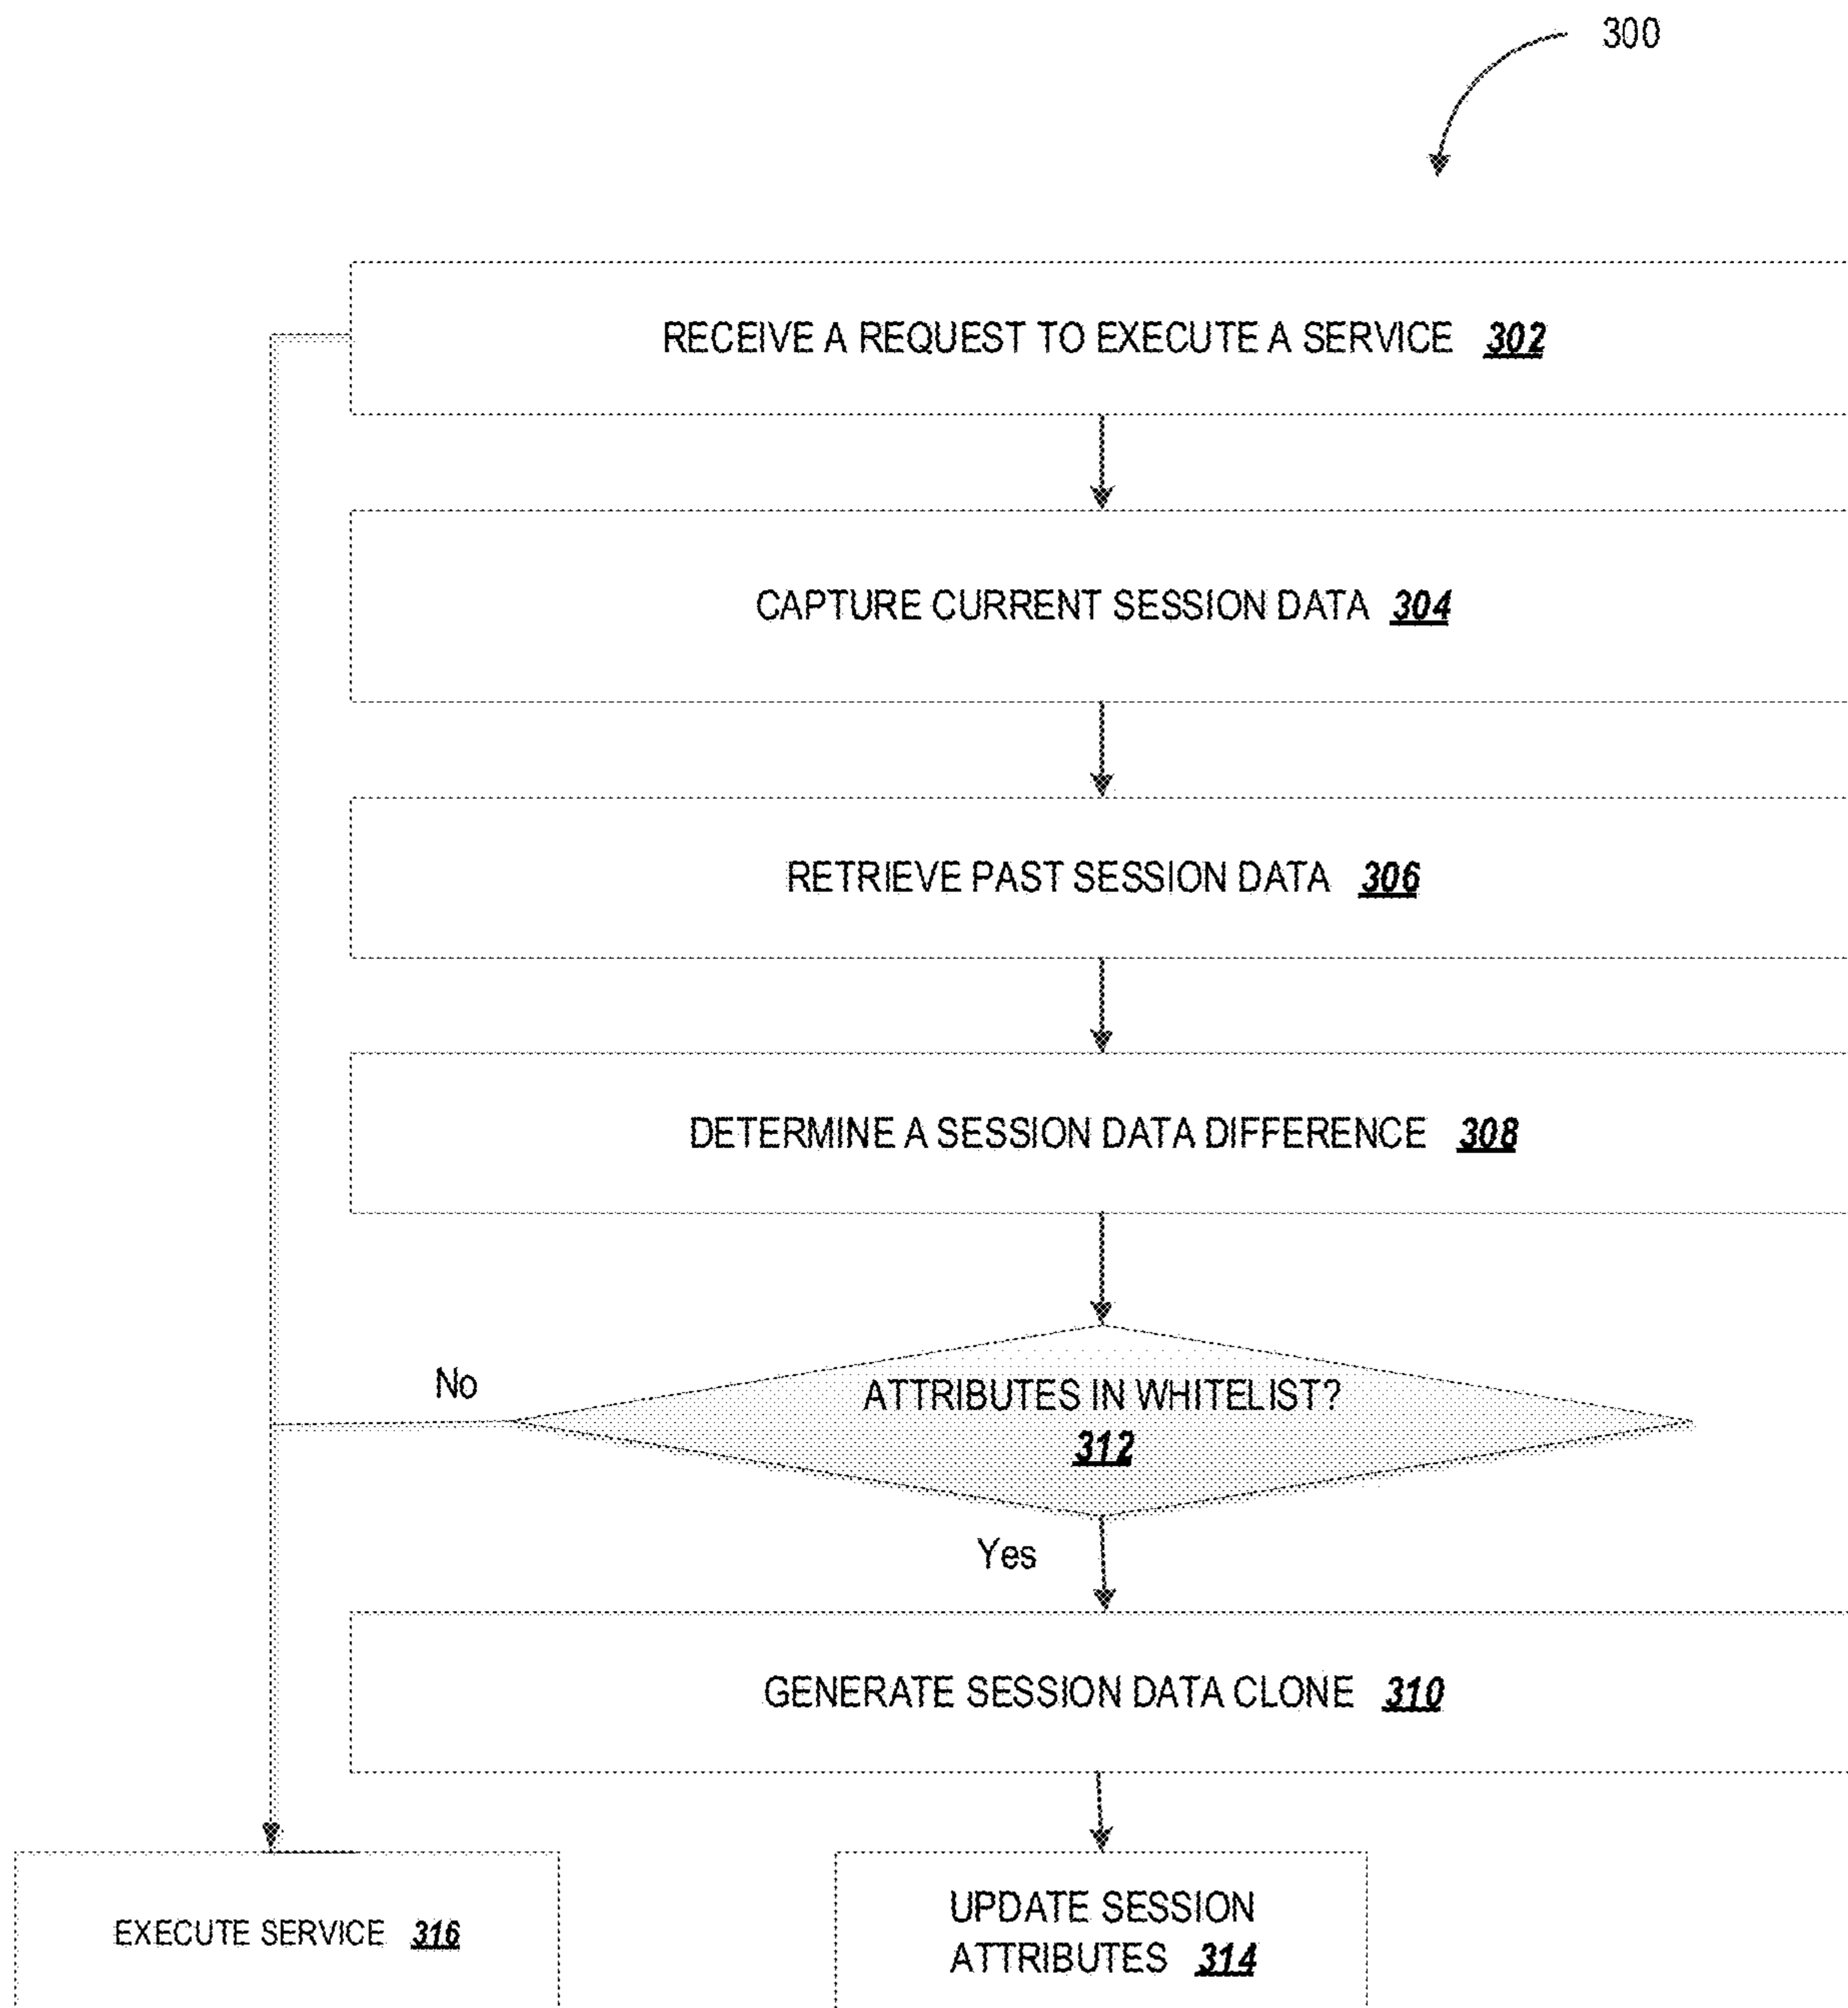 300
RECEIVE A REQUEST TO EXECUTE A SERVICE 302
CAPTURE CURRENT SESSION DATA 304
RETRIEVE PAST SESSION DATA 306
DETERMINE A SESSION DATA DIFFERENCE 308
No
ATTRIBUTES IN WHITELIST?
312
Yes
GENERATE SESSION DATA CLONE 310
EXECUTE SERVICE 316
UPDATE SESSION
ATTRIBUTES 314